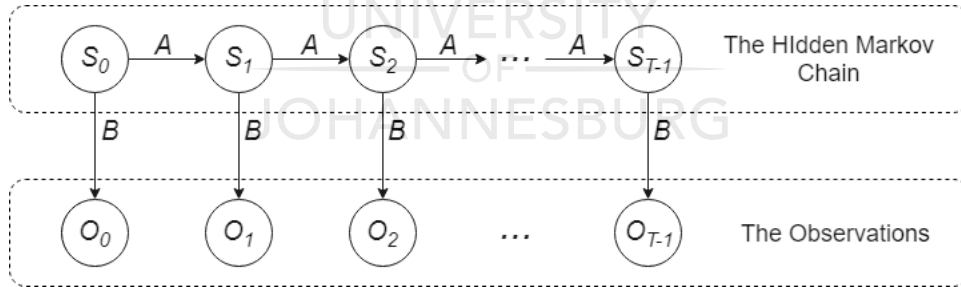 UNIVERSITY
A A A A
S0 S1 S2 ... ST-1
The HIdden Markov
Chain
OF
JOHANNESBURG
B B B B
O0 O1 O2 ... OT-1
The Observations